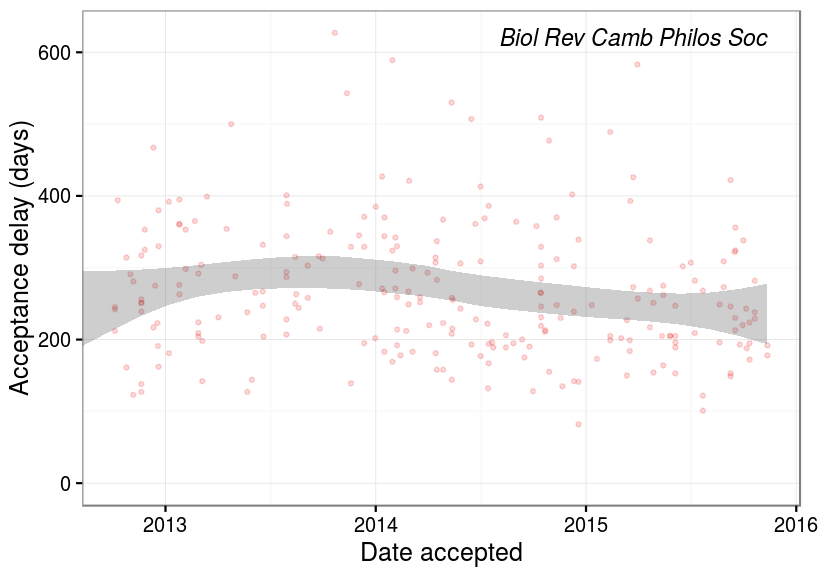 Biol Rev Camb Philos Soc
Acceptance delay (days)
600
400
200
0
2013
2014
2015
2016
Date accepted